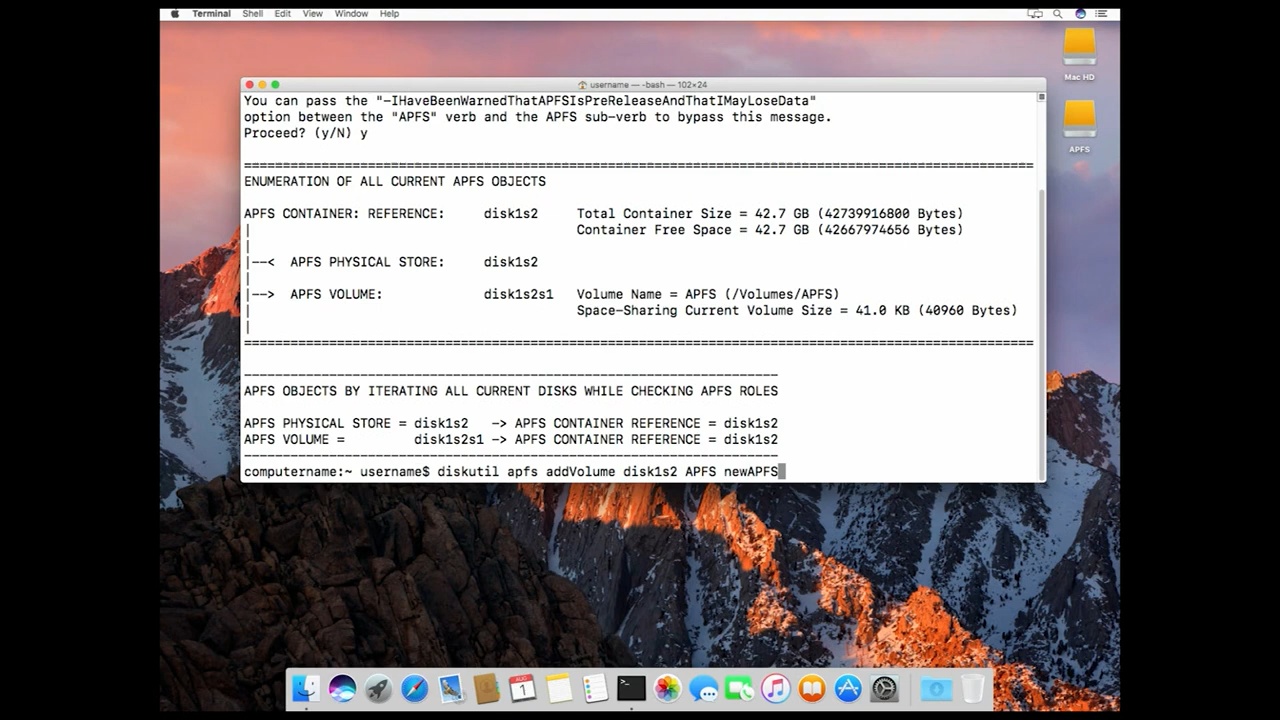 Terminal Shell Edit View Window Help
Mac HD
APFS
username — -bash — 102×24
You can pass the "-IHaveBeenWarnedThatAPFSIsPreReleaseAndThatIMayLoseData"
option between the "APFS" verb and the APFS sub-verb to bypass this message.
Proceed? (y/N) y
=======================================================================================================
ENUMERATION OF ALL CURRENT APFS OBJECTS
APFS CONTAINER: REFERENCE: disk1s2 Total Container Size = 42.7 GB (42739916800 Bytes)
| Container Free Space = 42.7 GB (42667974656 Bytes)
|
|--< APFS PHYSICAL STORE: disk1s2
|
|--> APFS VOLUME: disk1s2s1 Volume Name = APFS (/Volumes/APFS)
| Space-Sharing Current Volume Size = 41.0 KB (40960 Bytes)
|
=======================================================================================================
---------------------------------------------------------------------
APFS OBJECTS BY ITERATING ALL CURRENT DISKS WHILE CHECKING APFS ROLES
APFS PHYSICAL STORE = disk1s2 -> APFS CONTAINER REFERENCE = disk1s2
APFS VOLUME = disk1s2s1 -> APFS CONTAINER REFERENCE = disk1s2
---------------------------------------------------------------------
computername:~ username$ diskutil apfs addVolume disk1s2 APFS newAPFS
AUG
1